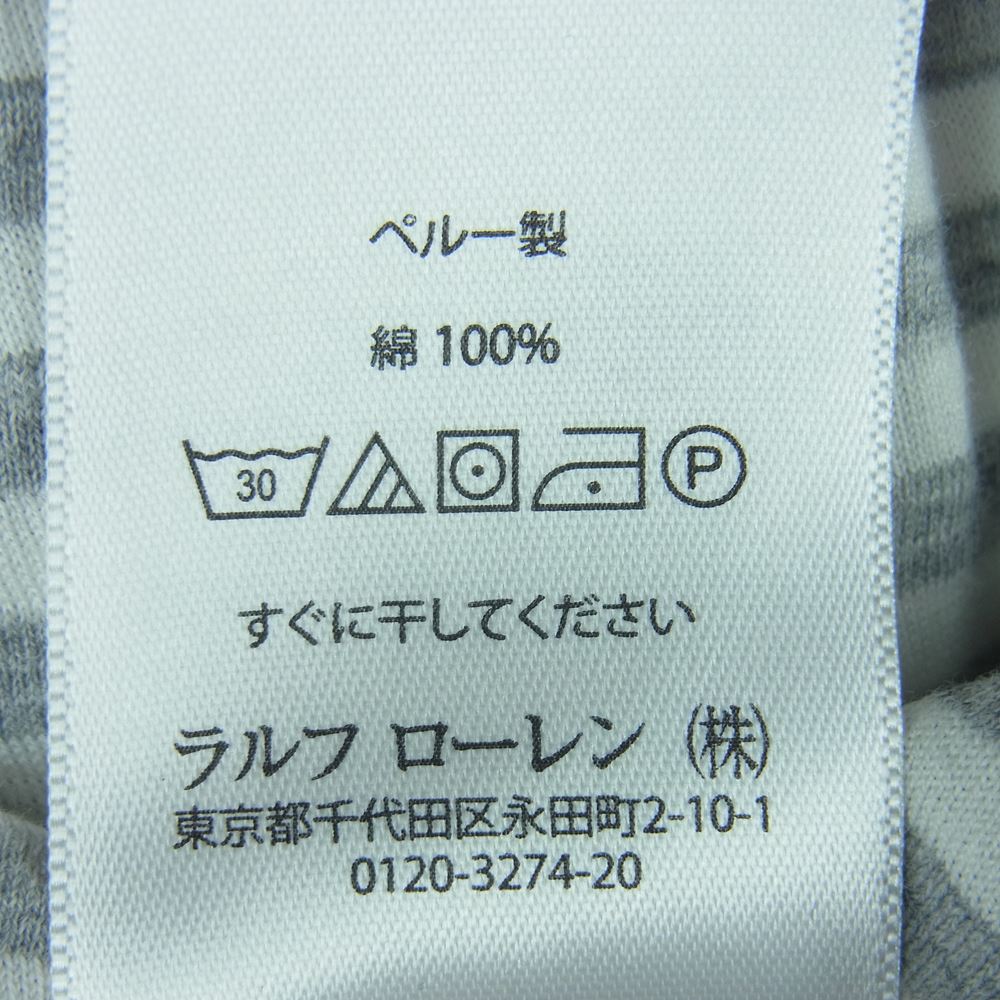 ペルー製
綿 100%
30 P
すぐに干してください
ラルフ ローレン (株)
東京都千代田区永田町2-10-1
0120-3274-20